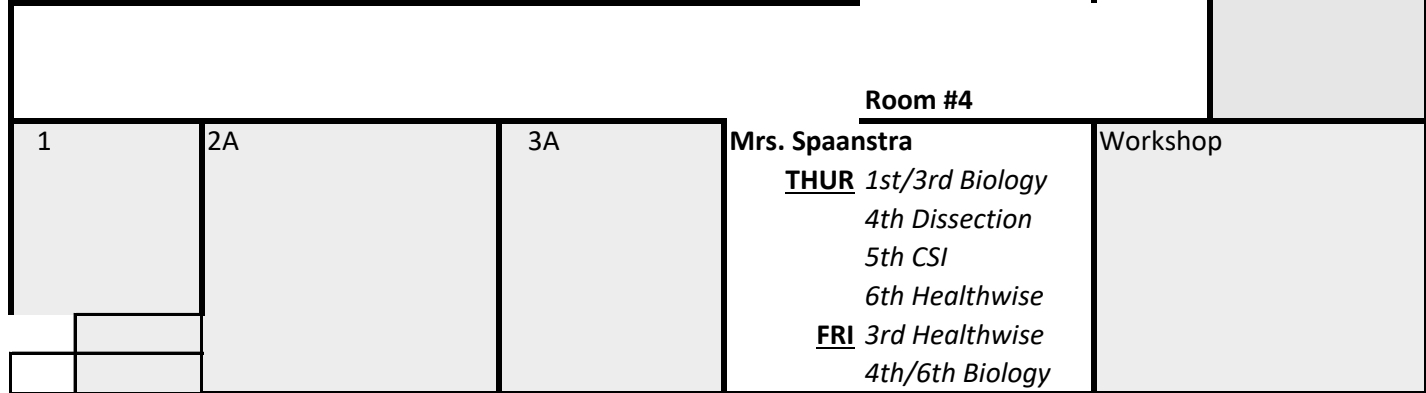 Room #4
1 2A 3A Mrs. Spaanstra Workshop
THUR 1st/3rd Biology
4th Dissection
5th CSI
6th Healthwise
FRI 3rd Healthwise
4th/6th Biology